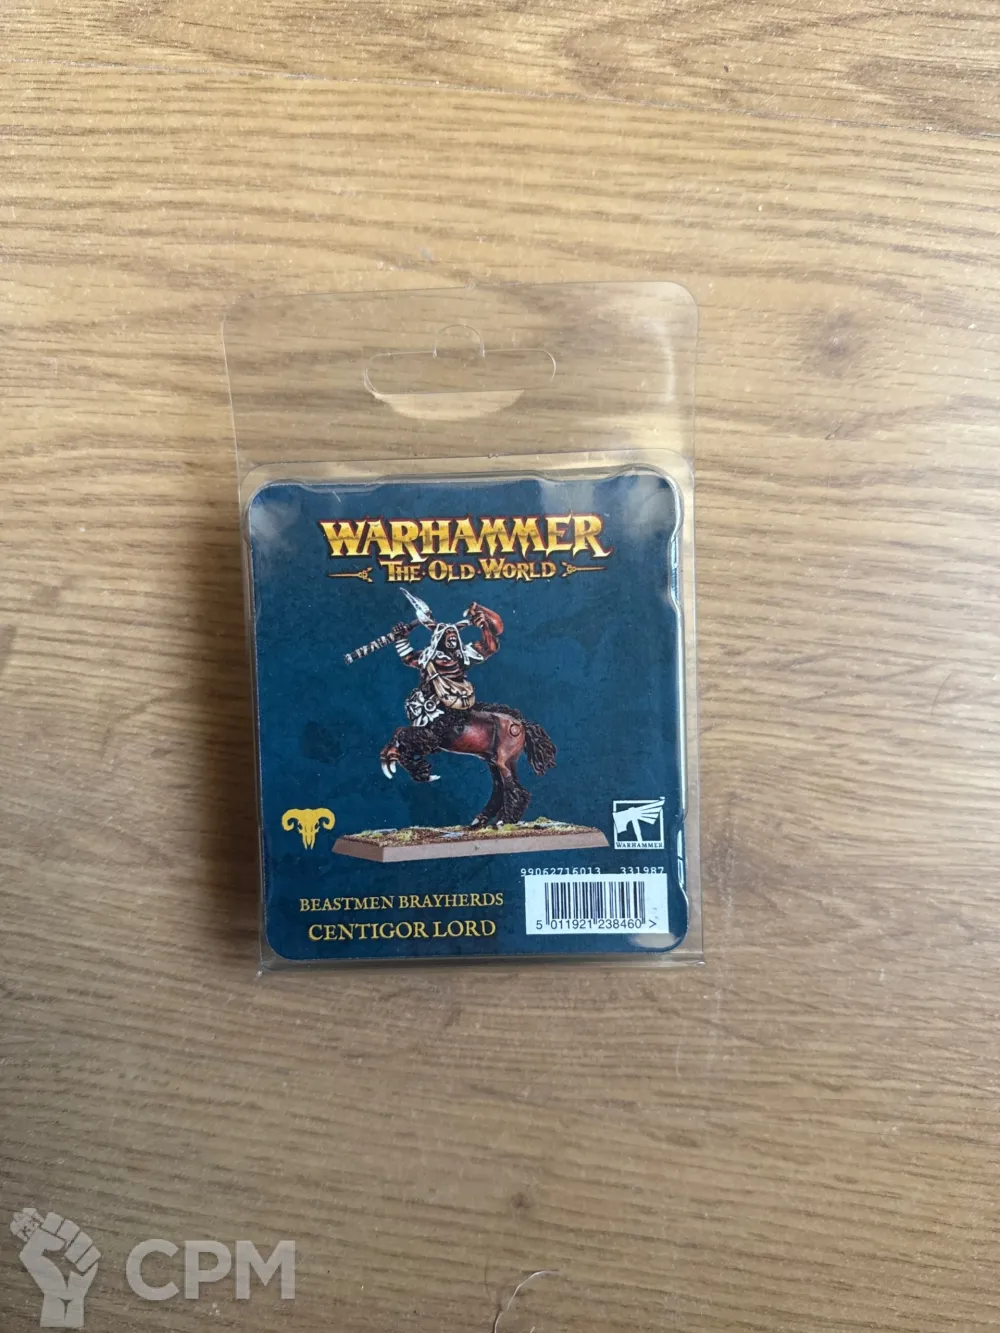 WARHAMMER
THE OLD WORLD
WARHAMMER
99062716013 331987
BEASTMEN BRAYHERDS
CENTIGOR LORD
5 011921 238460 >
CPM